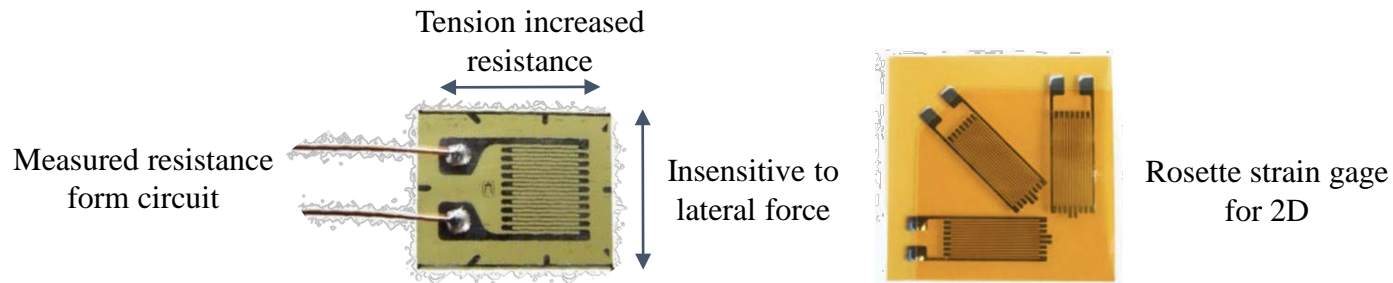 Tension increased
resistance
Measured resistance
form circuit
Insensitive to
lateral force
Rosette strain gage
for 2D